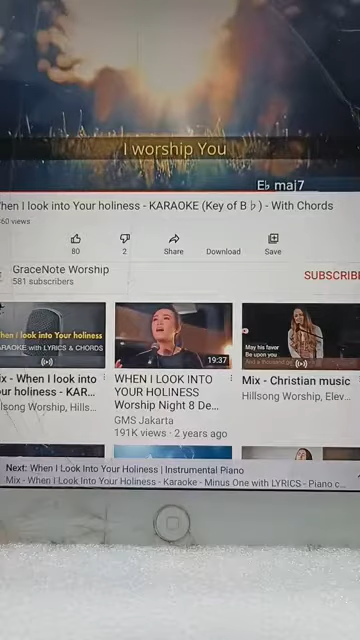 I worship You
E♭ maj7
hen I look into Your holiness - KARAOKE (Key of B♭) - With Chords
60 views
80
2
Share
Download
Save
GraceNote Worship
581 subscribers
SUBSCRIBE
hen I look into Your holiness
ARAOKE with LYRICS & CHORDS
19:37
May his favor
Be upon you
ix - When I look into
our holiness - KAR...
llsong Worship, Hills...
WHEN I LOOK INTO
YOUR HOLINESS
Worship Night 8 De...
GMS Jakarta
191K views · 2 years ago
Mix - Christian music
Hillsong Worship, Elev...
Next: When I Look Into Your Holiness | Instrumental Piano
Mix - When I Look Into Your Holiness - Karaoke - Minus One with LYRICS - Piano c...